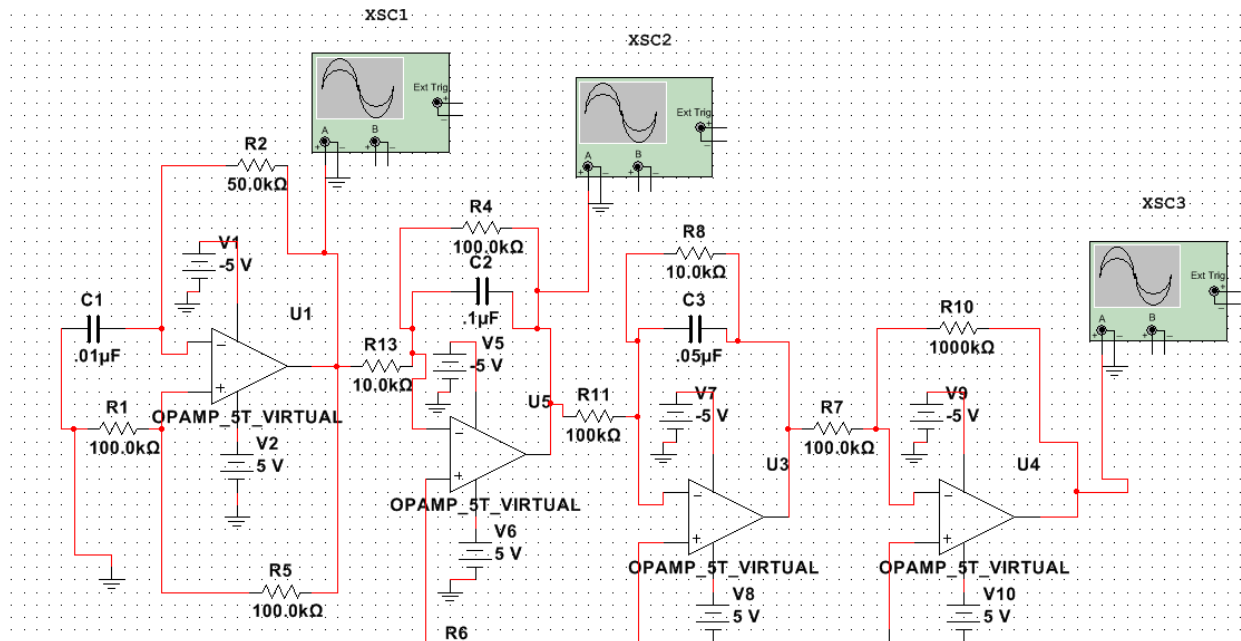 XSC1
XSC2
Ext Trig.
+
-
A
B
+
-
+
-
R2
50.0kΩ
Ext Trig.
+
-
A
B
+
-
+
-
XSC3
R4
100.0kΩ
V1
-5 V
R8
10.0kΩ
C2
.1µF
Ext Trig.
+
-
A
B
+
-
+
-
C1
.01µF
U1
C3
.05µF
R10
1000kΩ
R13
10.0kΩ
V5
-5 V
R1
100.0kΩ
OPAMP_5T_VIRTUAL
U5
R11
100kΩ
V7
-5 V
R7
100.0kΩ
V9
-5 V
V2
5 V
U3
U4
OPAMP_5T_VIRTUAL
V6
5 V
OPAMP_5T_VIRTUAL
OPAMP_5T_VIRTUAL
R5
100.0kΩ
V8
5 V
V10
5 V
R6